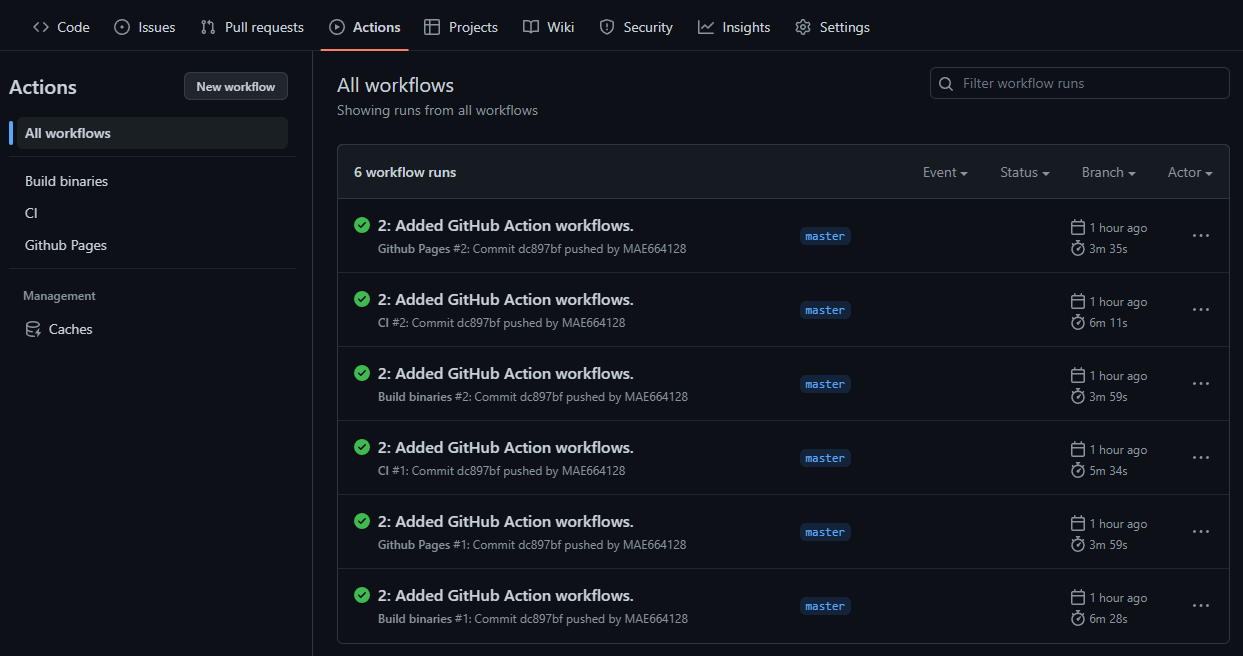 Code Issues Pull requests Actions Projects Wiki Security Insights Settings
Actions
New workflow
All workflows
Build binaries
CI
Github Pages
Management
Caches
All workflows
Showing runs from all workflows
Filter workflow runs
6 workflow runs
Event Status Branch Actor
2: Added GitHub Action workflows.
Github Pages #2: Commit dc897bf pushed by MAE664128
master
1 hour ago
3m 35s
2: Added GitHub Action workflows.
CI #2: Commit dc897bf pushed by MAE664128
master
1 hour ago
6m 11s
2: Added GitHub Action workflows.
Build binaries #2: Commit dc897bf pushed by MAE664128
master
1 hour ago
3m 59s
2: Added GitHub Action workflows.
CI #1: Commit dc897bf pushed by MAE664128
master
1 hour ago
5m 34s
2: Added GitHub Action workflows.
Github Pages #1: Commit dc897bf pushed by MAE664128
master
1 hour ago
3m 59s
2: Added GitHub Action workflows.
Build binaries #1: Commit dc897bf pushed by MAE664128
master
1 hour ago
6m 28s